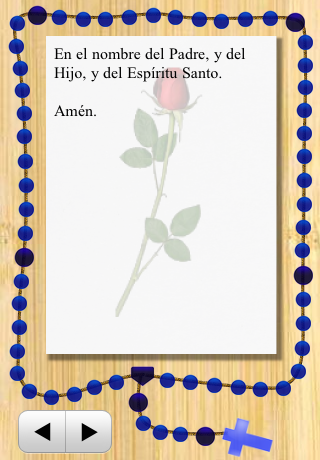 En el nombre del Padre, y del
Hijo, y del Espíritu Santo.
Amén.